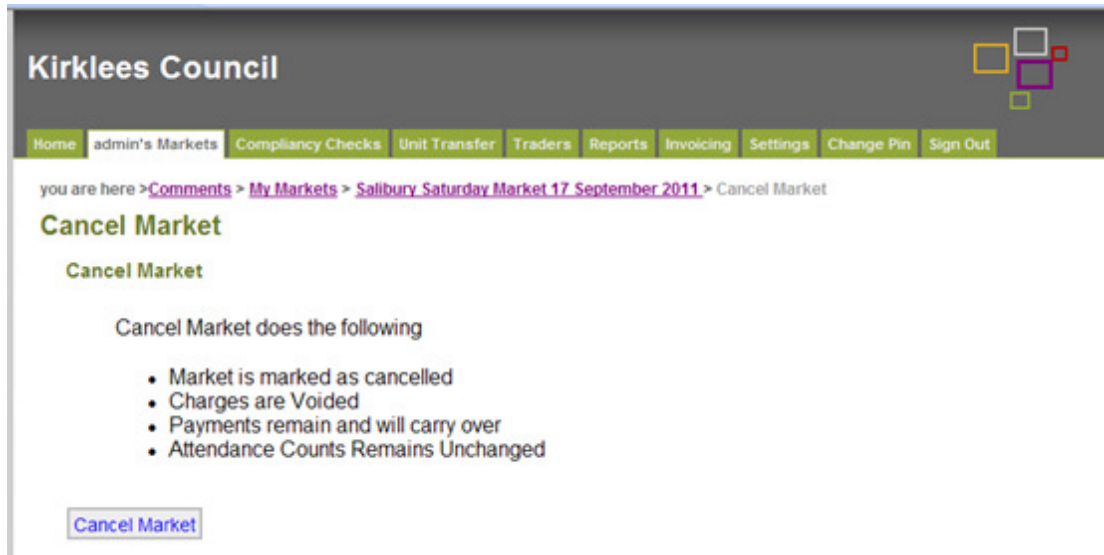 Kirklees Council
Home admin's Markets Compliancy Checks Unit Transfer Traders Reports Invoicing Settings Change Pin Sign Out
you are here >Comments > My Markets > Salibury Saturday Market 17 September 2011 > Cancel Market
Cancel Market
Cancel Market
Cancel Market does the following
• Market is marked as cancelled
• Charges are Voided
• Payments remain and will carry over
• Attendance Counts Remains Unchanged
Cancel Market